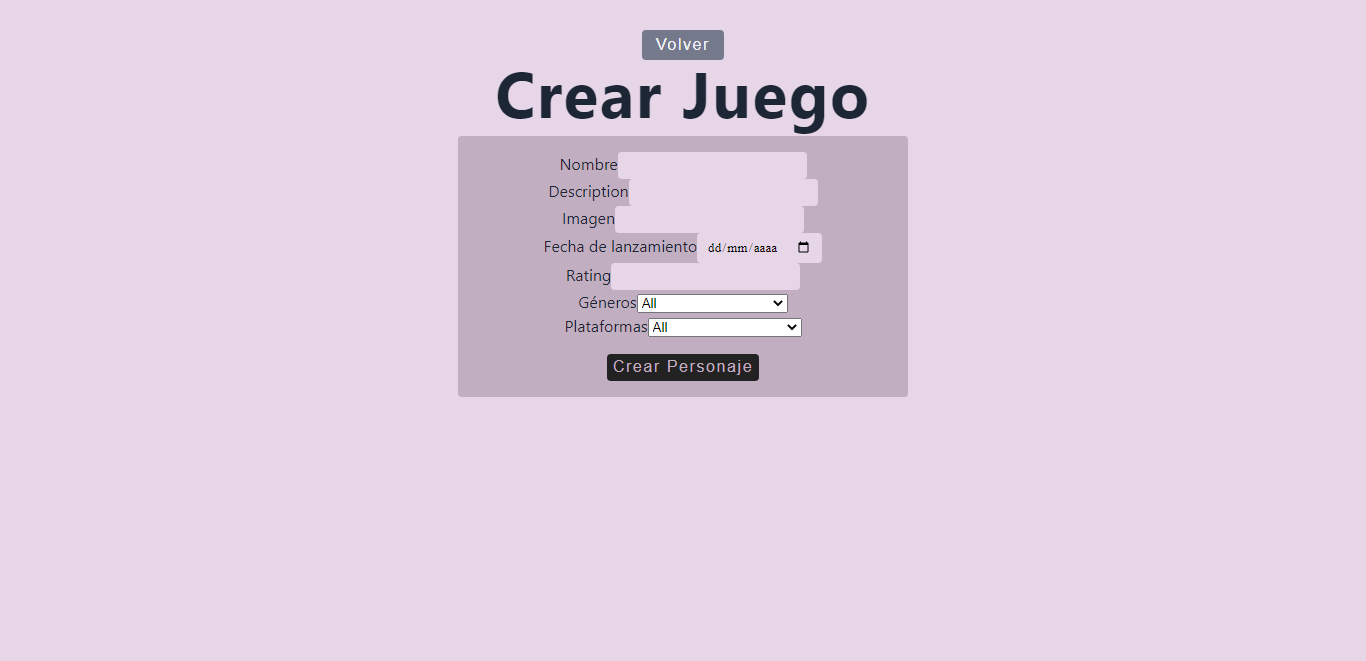 Volver
Crear Juego
Nombre
Description
Imagen
Fecha de lanzamiento dd/mm/aaaa
Rating
Géneros All
Plataformas All
Crear Personaje